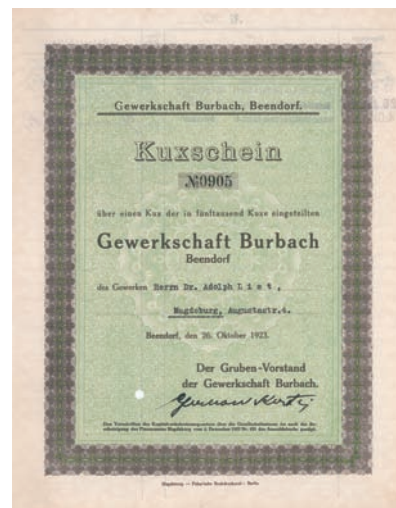 Gewerkschaft Burbach, Beendorf.
Kuxschein
№0905
über einen Kux der in fünftausend Kuxe eingeteilten
Gewerkschaft Burbach
Beendorf
des Gewerken Herrn Dr. Adolph List,
Magdeburg, Augustastr.4.
Beendorf, den 26. Oktober 1923.
Der Gruben-Vorstand
der Gewerkschaft Burbach.